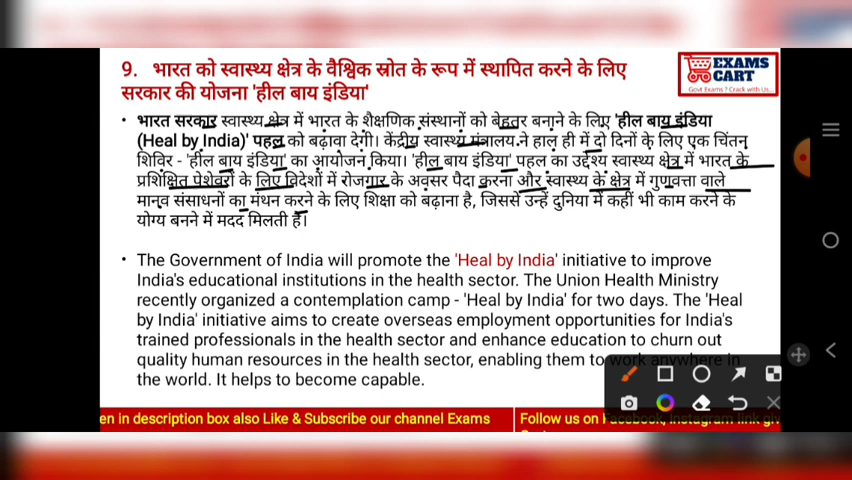 9. भारत को स्वास्थ्य क्षेत्र के वैश्विक स्रोत के रूप में स्थापित करने के लिए
सरकार की योजना 'हील बाय इंडिया'
EXAMS
CART
Govt Exams ? Crack with Us...
• भारत सरकार स्वास्थ्य क्षेत्र में भारत के शैक्षणिक संस्थानों को बेहतर बनाने के लिए 'हील बाय इंडिया
(Heal by India)' पहल को बढ़ावा देगी। केंद्रीय स्वास्थ्य मंत्रालय ने हाल ही में दो दिनों के लिए एक चिंतन
शिविर - 'हील बाय इंडिया' का आयोजन किया। 'हील बाय इंडिया' पहल का उद्देश्य स्वास्थ्य क्षेत्र में भारत के
प्रशिक्षित पेशेवरों के लिए विदेशों में रोजगार के अवसर पैदा करना और स्वास्थ्य के क्षेत्र में गुणवत्ता वाले
मानव संसाधनों का मंथन करने के लिए शिक्षा को बढ़ाना है, जिससे उन्हें दुनिया में कहीं भी काम करने के
योग्य बनने में मदद मिलती है।
• The Government of India will promote the 'Heal by India' initiative to improve
India's educational institutions in the health sector. The Union Health Ministry
recently organized a contemplation camp - 'Heal by India' for two days. The 'Heal
by India' initiative aims to create overseas employment opportunities for India's
trained professionals in the health sector and enhance education to churn out
quality human resources in the health sector, enabling them to work anywhere in
the world. It helps to become capable.
en in description box also Like & Subscribe our channel Exams
Follow us on Facebook, Instagram link giv